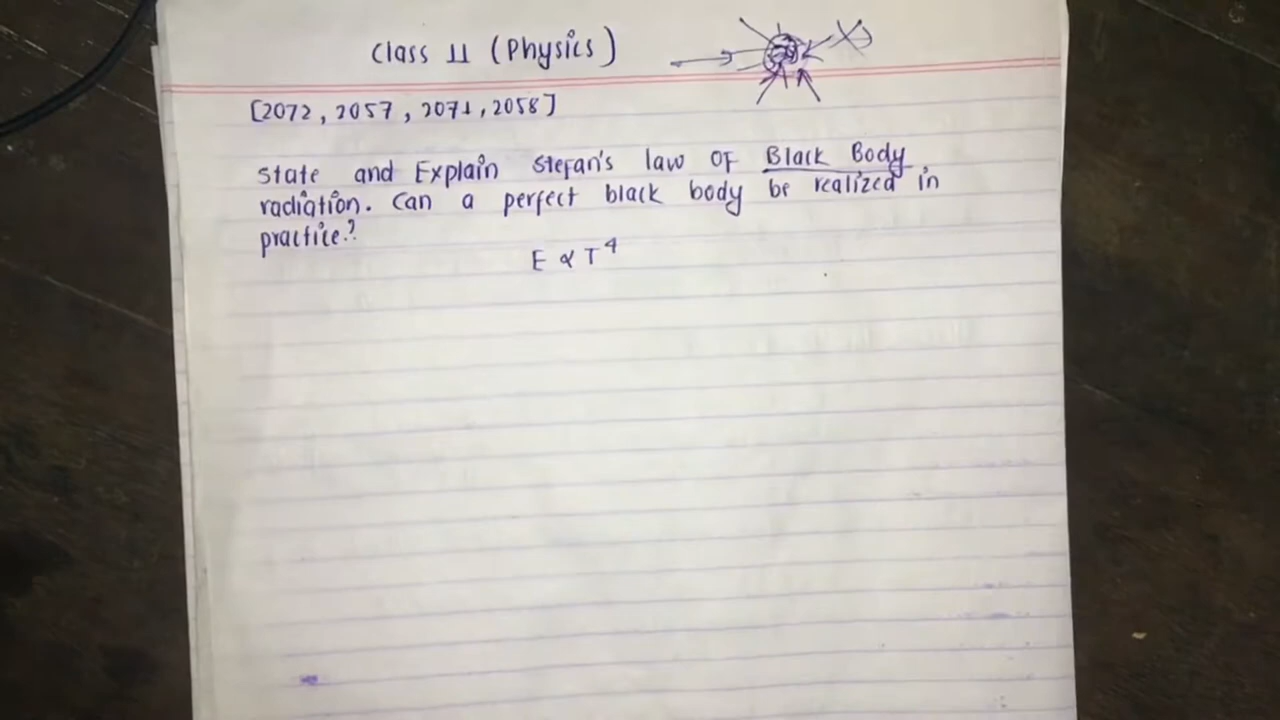 Class 11 (Physics)
[2072, 2057, 2071, 2058]
State and Explain Stefan's law of Black Body
radiation. Can a perfect black body be realized in
practice.?
E ∝ T⁴